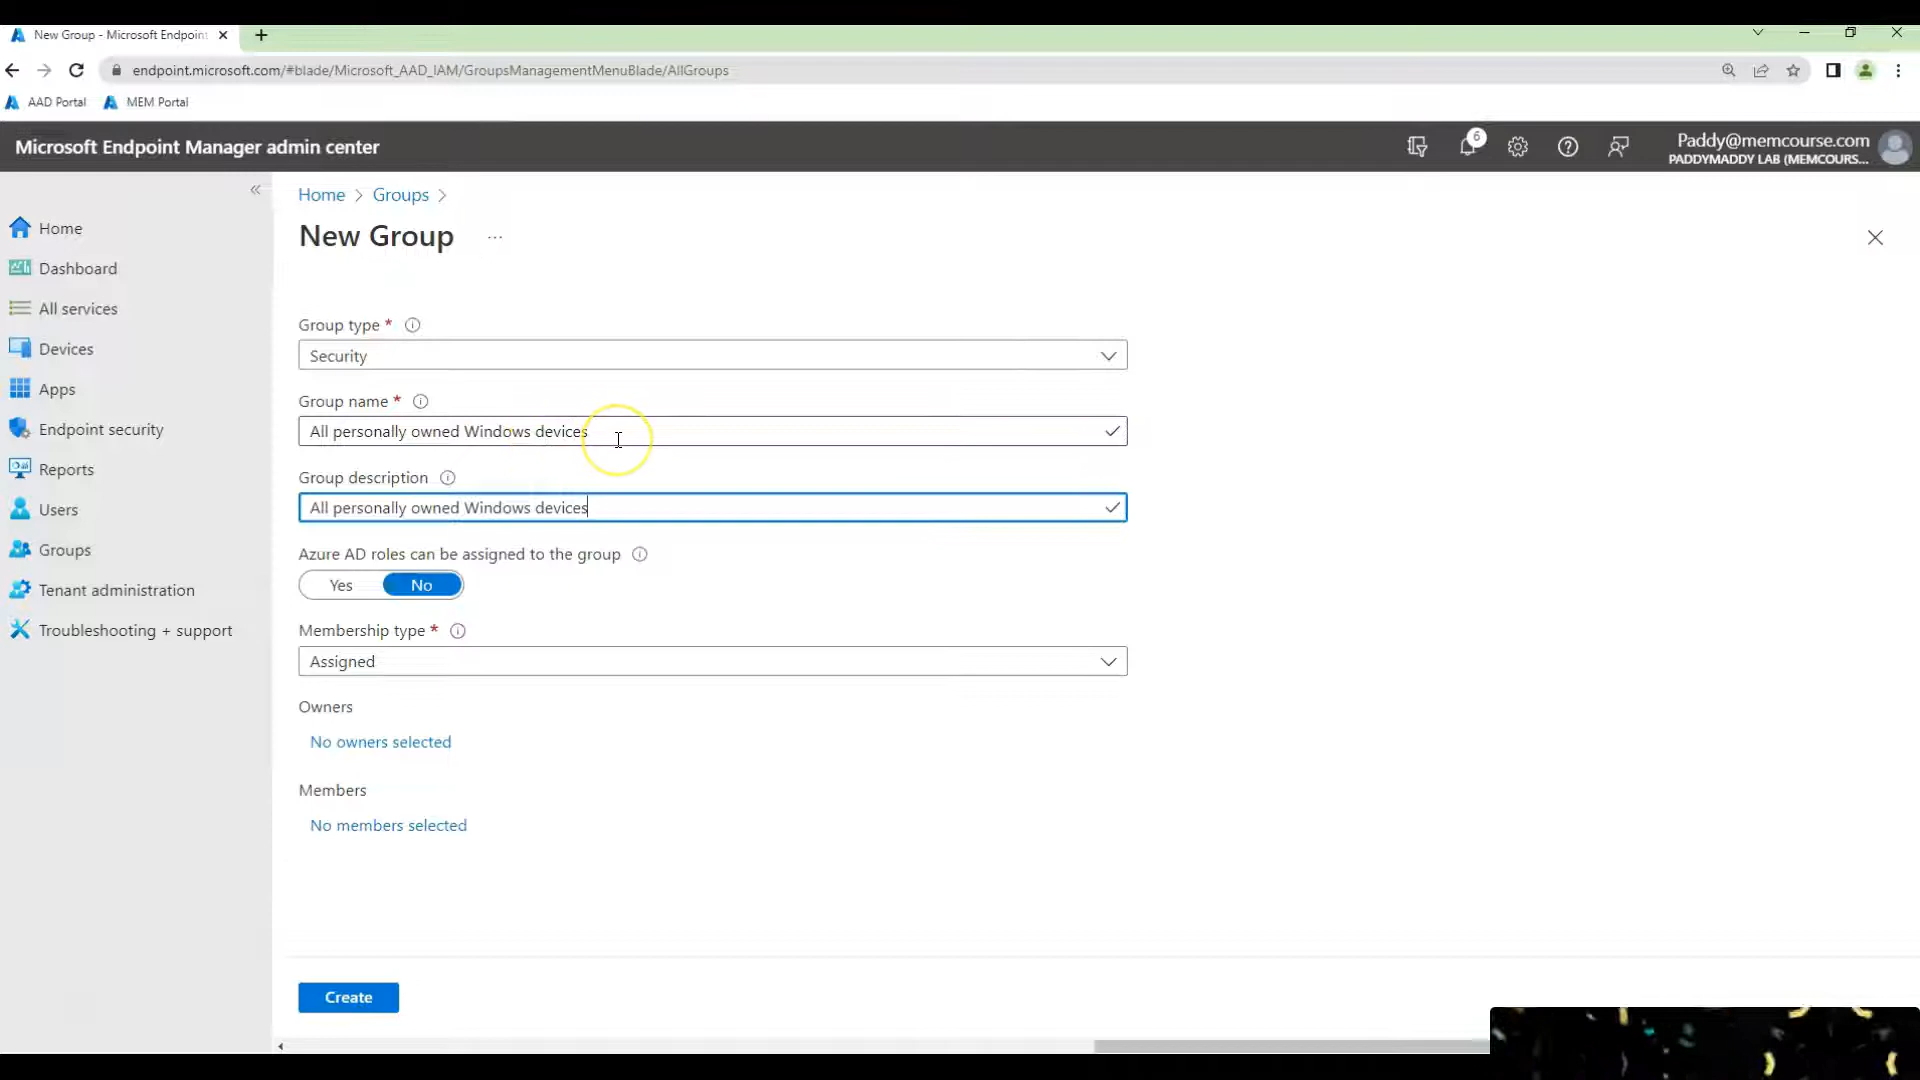 New Group - Microsoft Endpoint
endpoint.microsoft.com/#blade/Microsoft_AAD_IAM/GroupsManagementMenuBlade/AllGroups
AAD Portal MEM Portal
Microsoft Endpoint Manager admin center
6
Paddy@memcourse.com
PADDYMADDY LAB (MEMCOURS...
Home
Dashboard
All services
Devices
Apps
Endpoint security
Reports
Users
Groups
Tenant administration
Troubleshooting + support
Home > Groups >
New Group ...
Group type *
Security
Group name *
All personally owned Windows devices
Group description
All personally owned Windows devices
Azure AD roles can be assigned to the group
Yes No
Membership type *
Assigned
Owners
No owners selected
Members
No members selected
Create